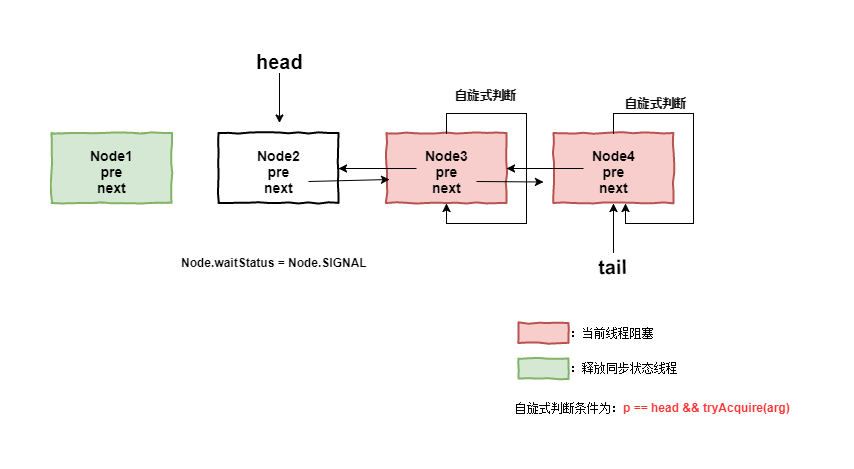 head
自旋式判断
自旋式判断
Node1
pre
next
Node2
pre
next
Node3
pre
next
Node4
pre
next
Node.waitStatus = Node.SIGNAL
tail
：当前线程阻塞
：释放同步状态线程
自旋式判断条件为：p == head && tryAcquire(arg)